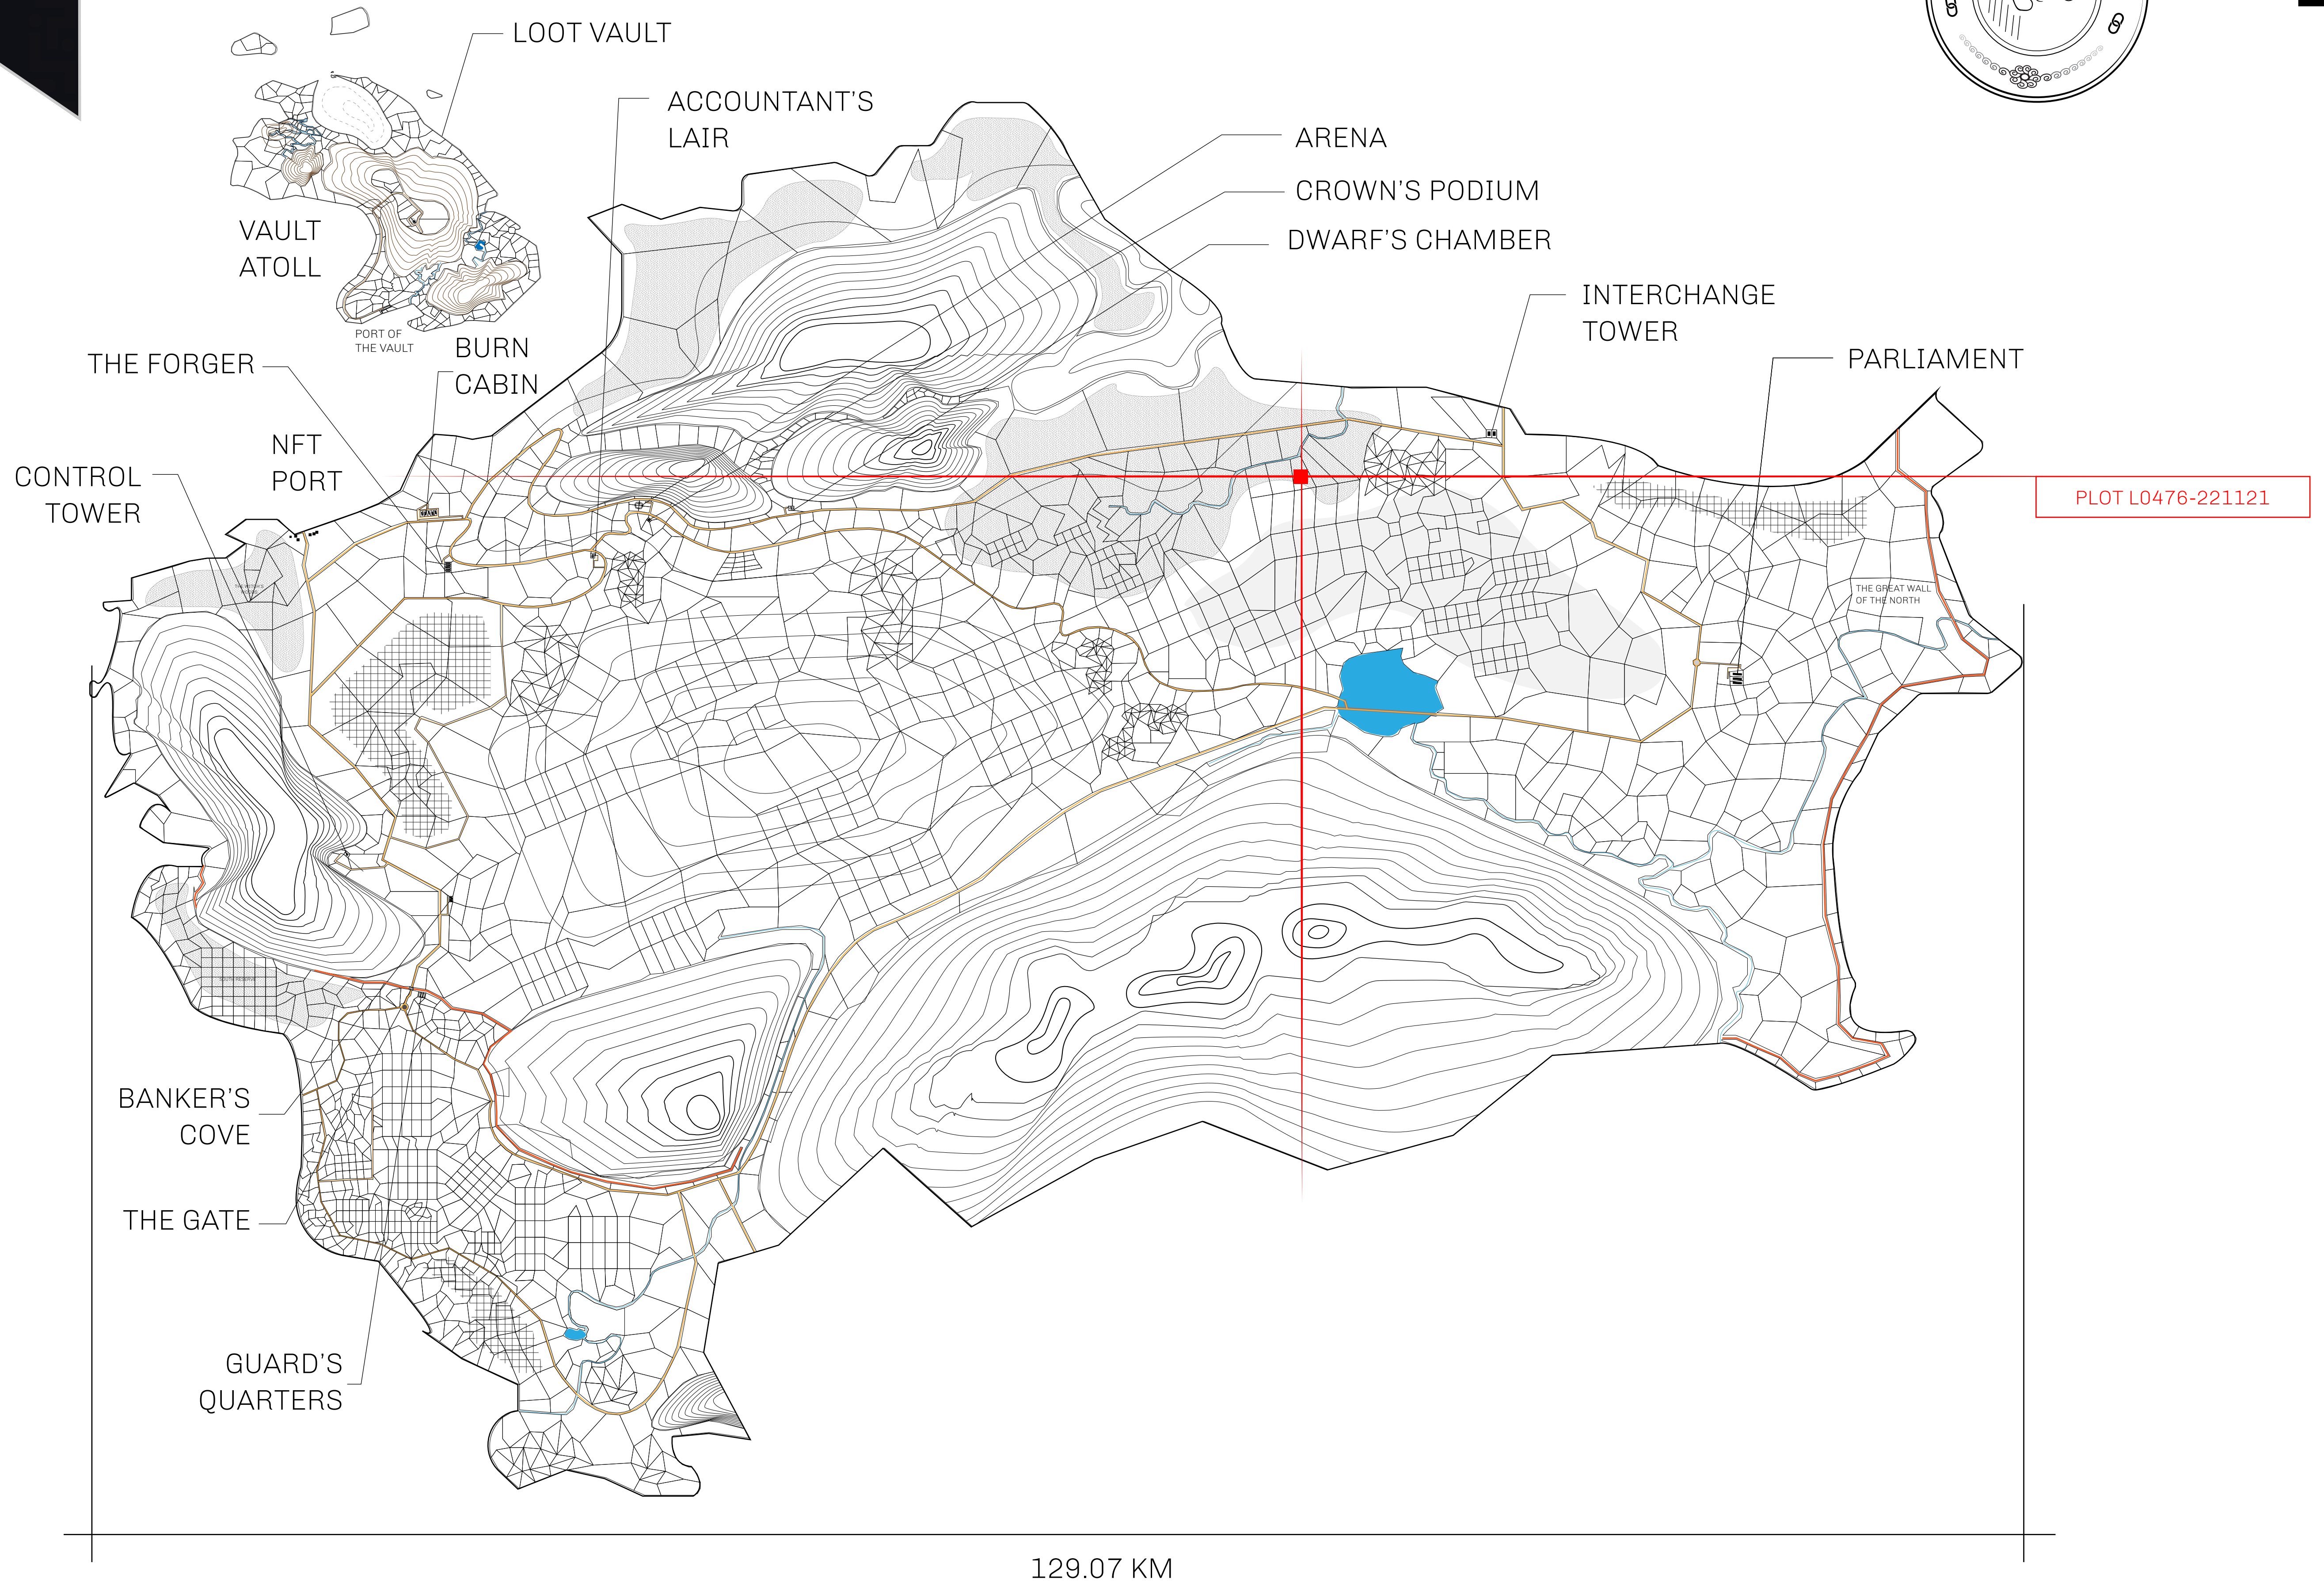 LOOT VAULT
ACCOUNTANT'S
LAIR
ARENA
CROWN'S PODIUM
DWARF'S CHAMBER
VAULT
ATOLL
INTERCHANGE
TOWER
PORT OF
THE VAULT
BURN
CABIN
THE FORGER
PARLIAMENT
NFT
PORT
CONTROL
TOWER
PLOT L0476-221121
THE GREAT WALL
OF THE NORTH
BANKER'S
COVE
THE GATE
GUARD'S
QUARTERS
129.07 KM